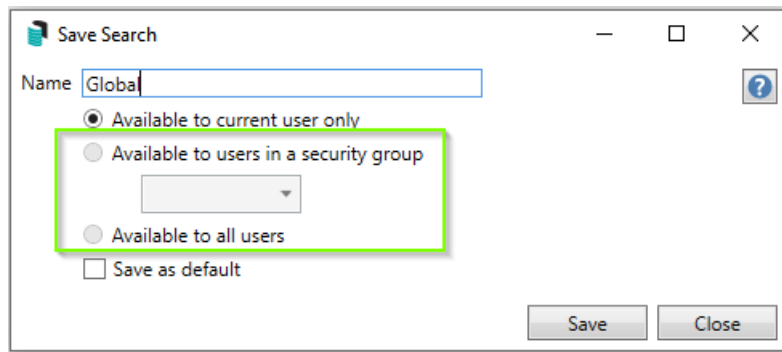 Save Search
Name Global
Available to current user only
Available to users in a security group
Available to all users
Save as default
Save Close